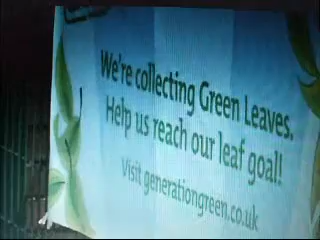 We're collecting Green Leaves.
Help us reach our leaf goal!
Visit generationgreen.co.uk